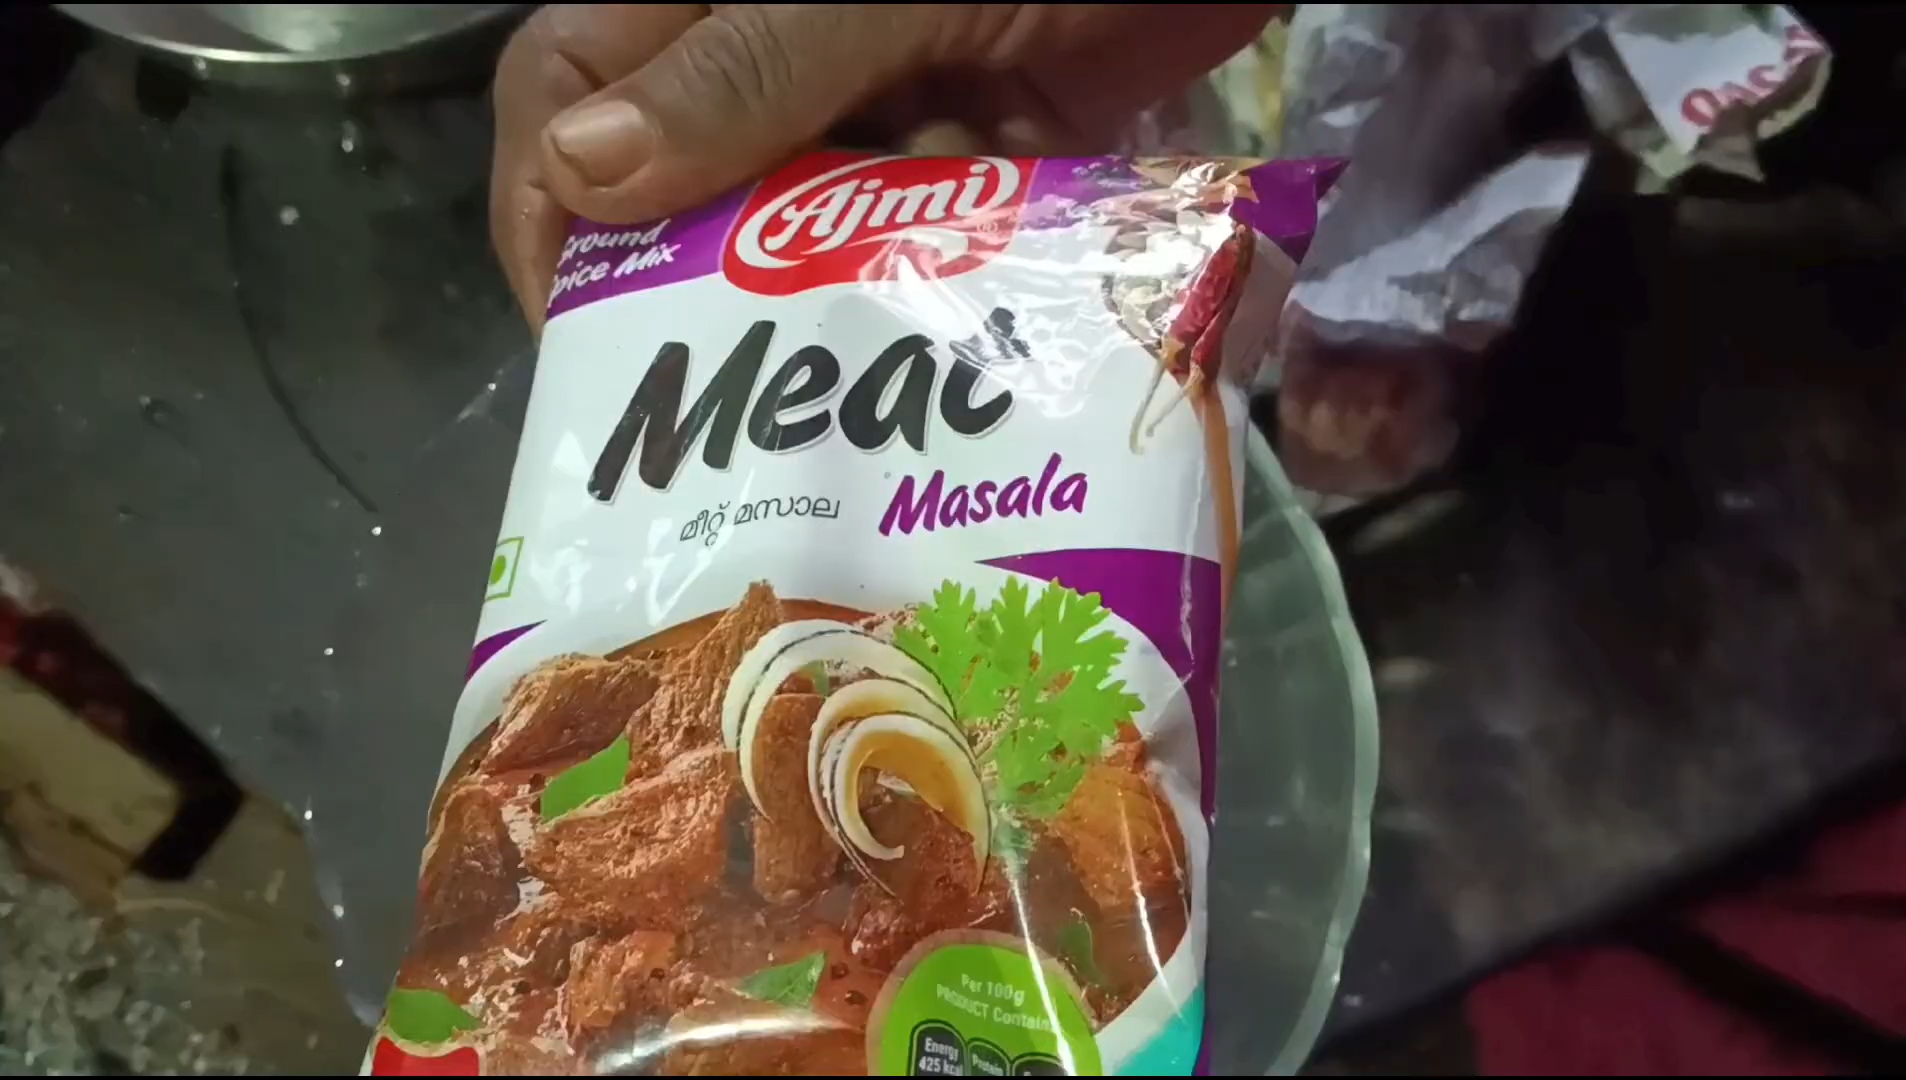 Ajmi
Ground
Spice Mix
Meat
മീറ്റ് മസാല
Masala
Per 100g
PRODUCT Contains
Energy
425 kcal
Protein